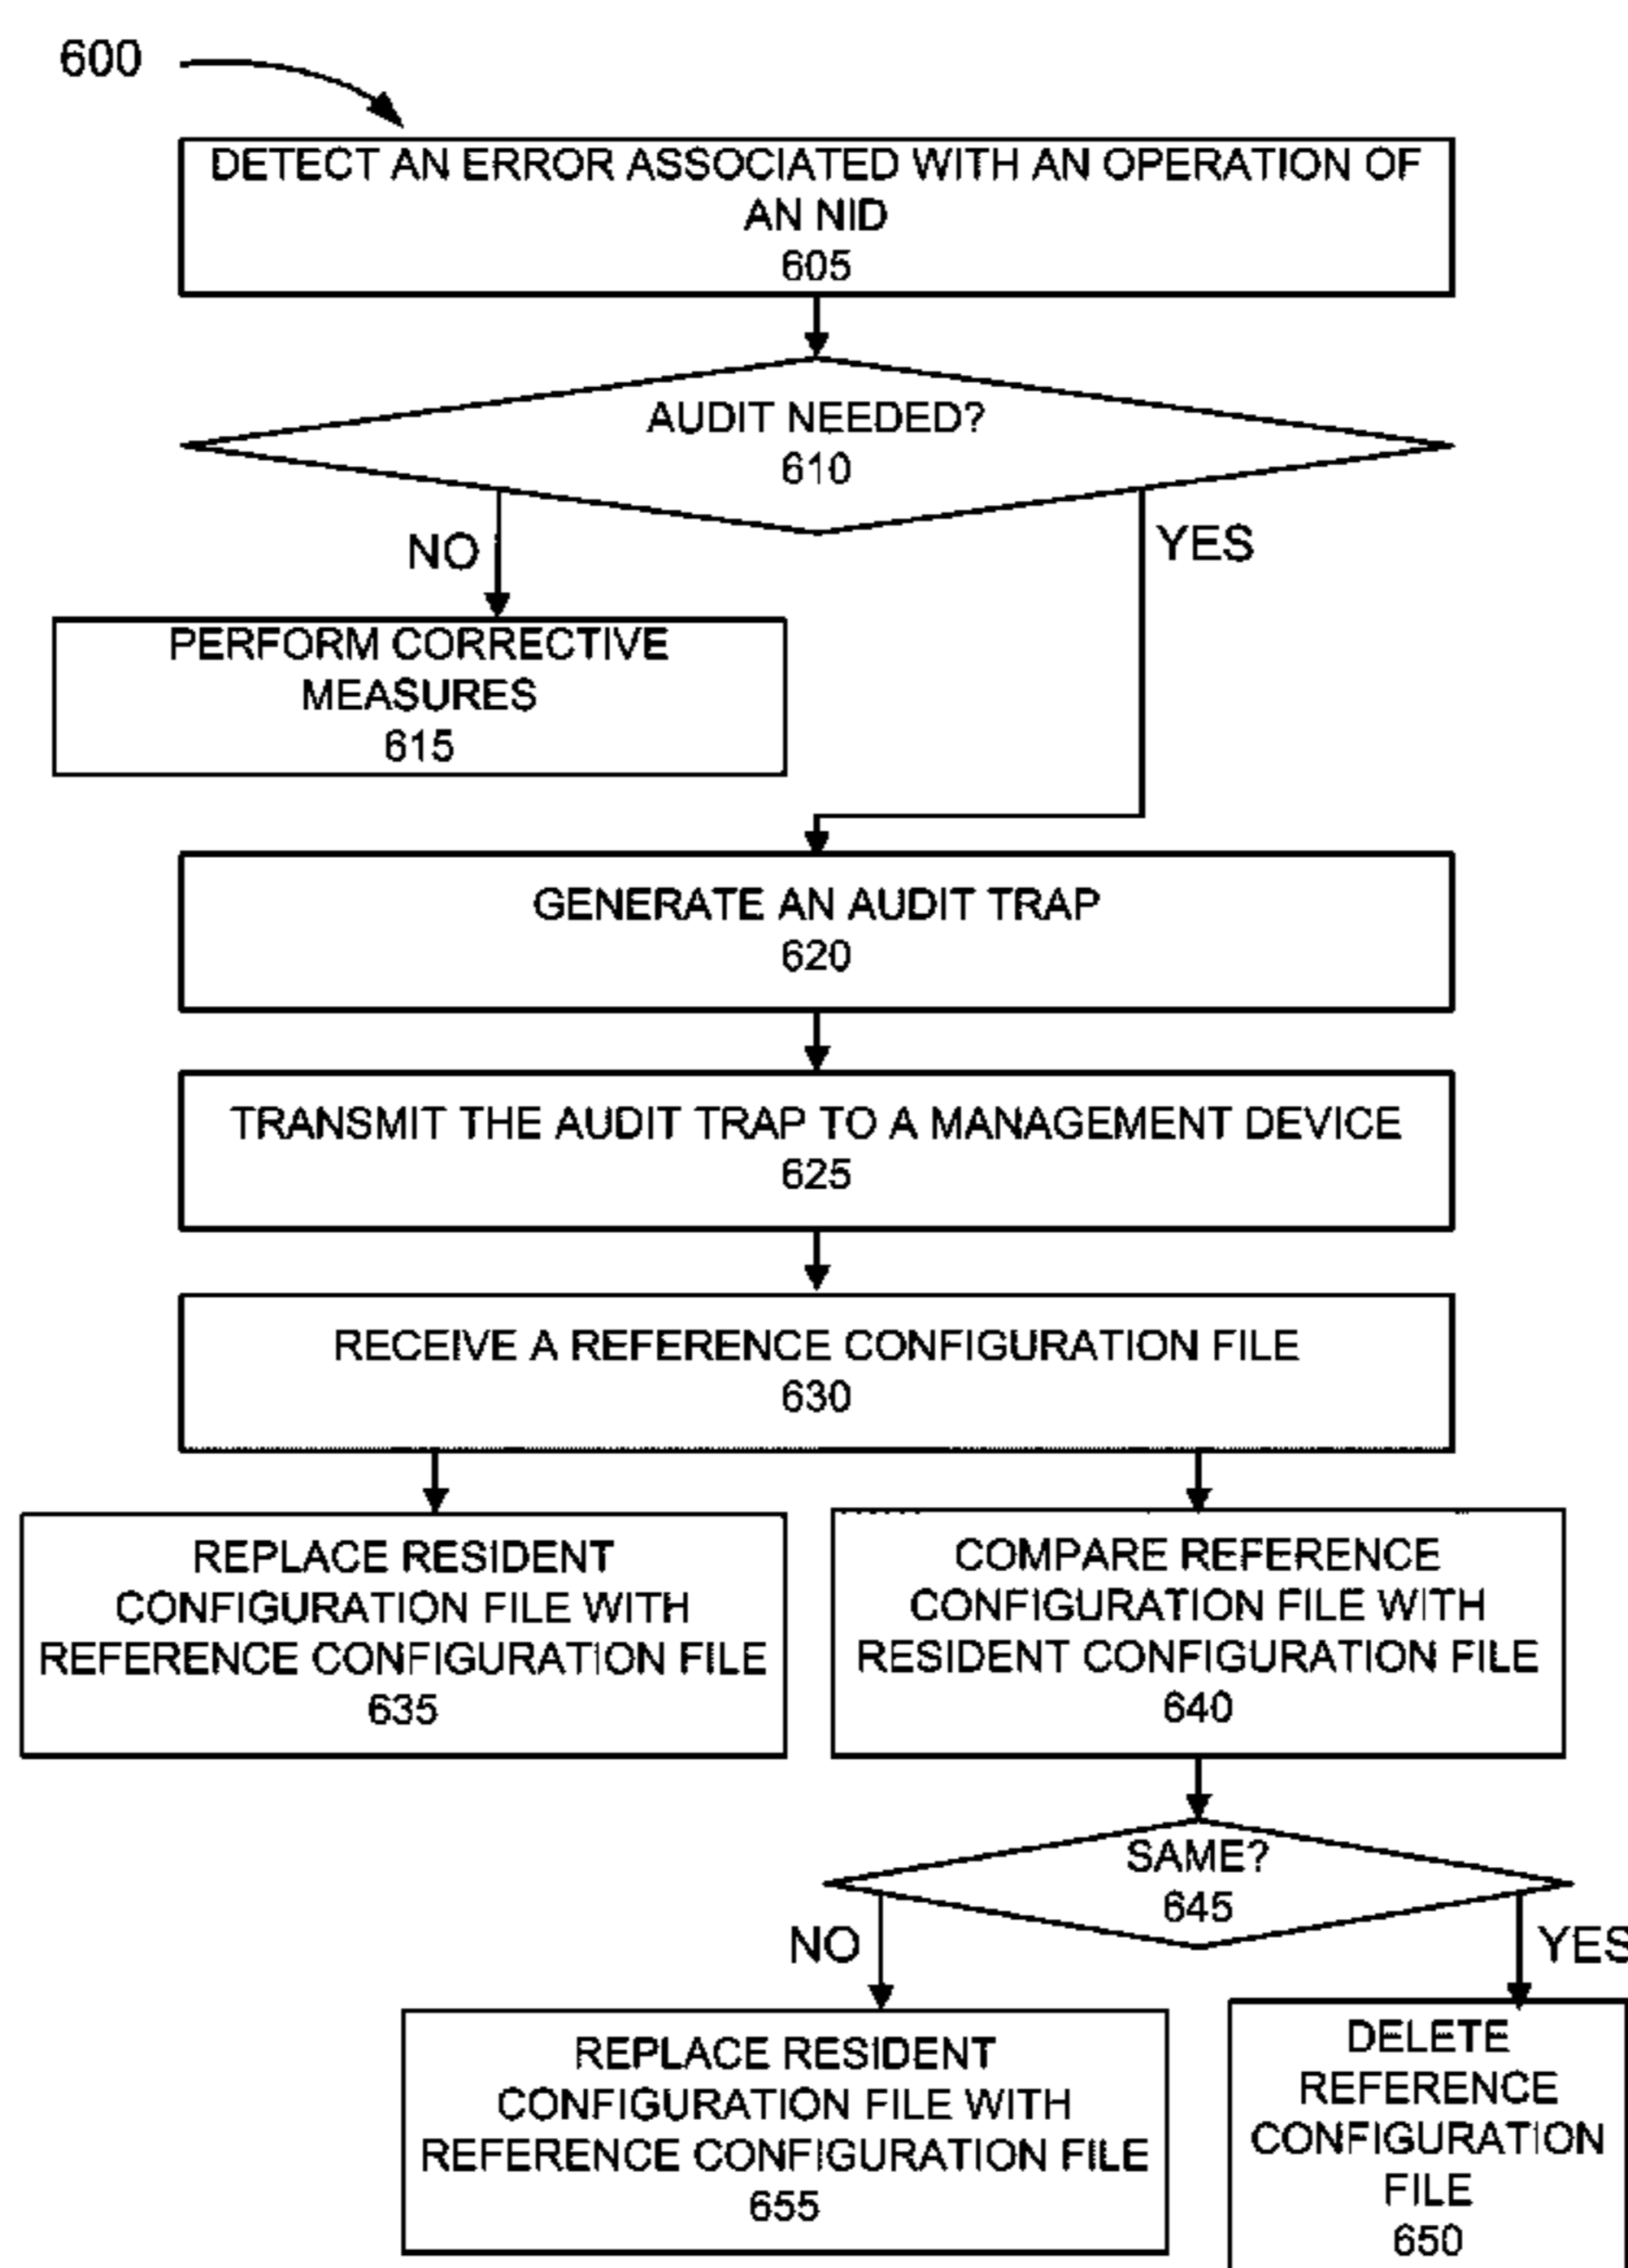 600
DETECT AN ERROR ASSOCIATED WITH AN OPERATION OF
AN NID
605
AUDIT NEEDED?
610
NO
YES
PERFORM CORRECTIVE
MEASURES
615
GENERATE AN AUDIT TRAP
620
TRANSMIT THE AUDIT TRAP TO A MANAGEMENT DEVICE
625
RECEIVE A REFERENCE CONFIGURATION FILE
630
REPLACE RESIDENT
CONFIGURATION FILE WITH
REFERENCE CONFIGURATION FILE
635
COMPARE REFERENCE
CONFIGURATION FILE WITH
RESIDENT CONFIGURATION FILE
640
SAME?
645
NO
YES
REPLACE RESIDENT
CONFIGURATION FILE WITH
REFERENCE CONFIGURATION FILE
655
DELETE
REFERENCE
CONFIGURATION
FILE
650